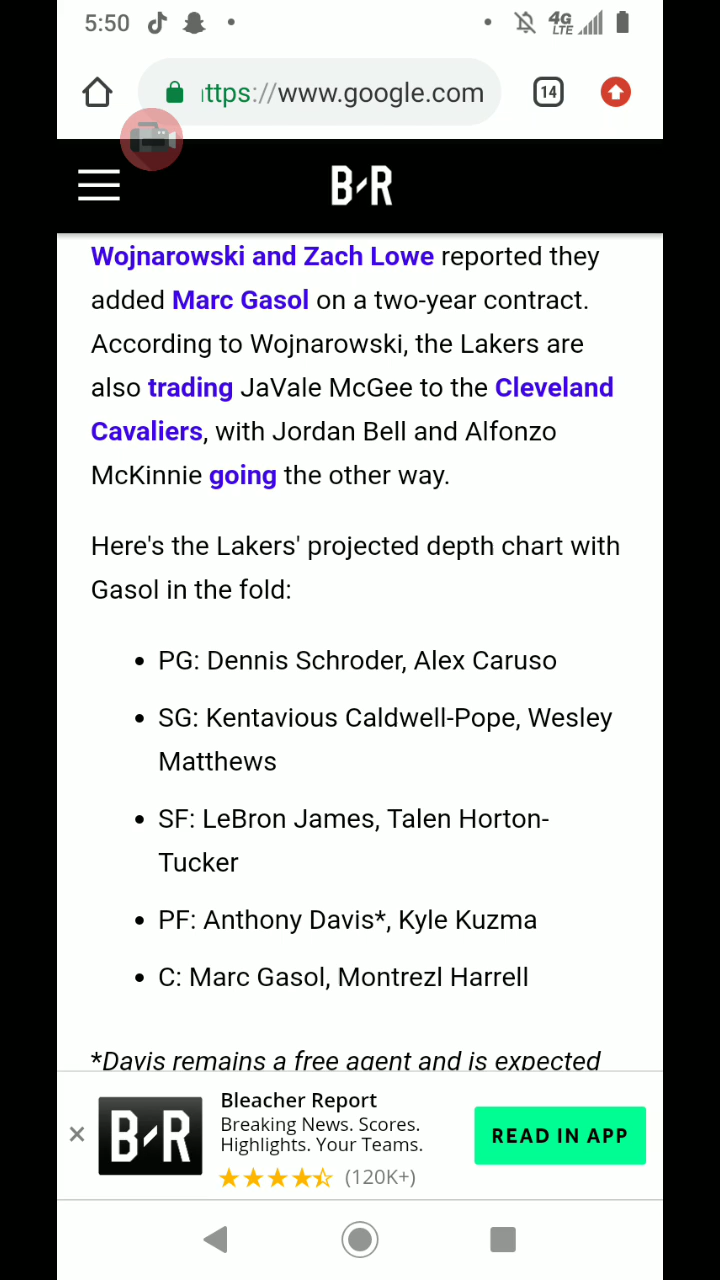 5:50
4G
LTE
ttps://www.google.com
14
B/R
Wojnarowski and Zach Lowe reported they
added Marc Gasol on a two-year contract.
According to Wojnarowski, the Lakers are
also trading JaVale McGee to the Cleveland
Cavaliers, with Jordan Bell and Alfonzo
McKinnie going the other way.
Here's the Lakers' projected depth chart with
Gasol in the fold:
• PG: Dennis Schroder, Alex Caruso
• SG: Kentavious Caldwell-Pope, Wesley
Matthews
• SF: LeBron James, Talen Horton-
Tucker
• PF: Anthony Davis*, Kyle Kuzma
• C: Marc Gasol, Montrezl Harrell
*Davis remains a free agent and is expected
Bleacher Report
Breaking News. Scores.
Highlights. Your Teams.
(120K+)
B/R
READ IN APP